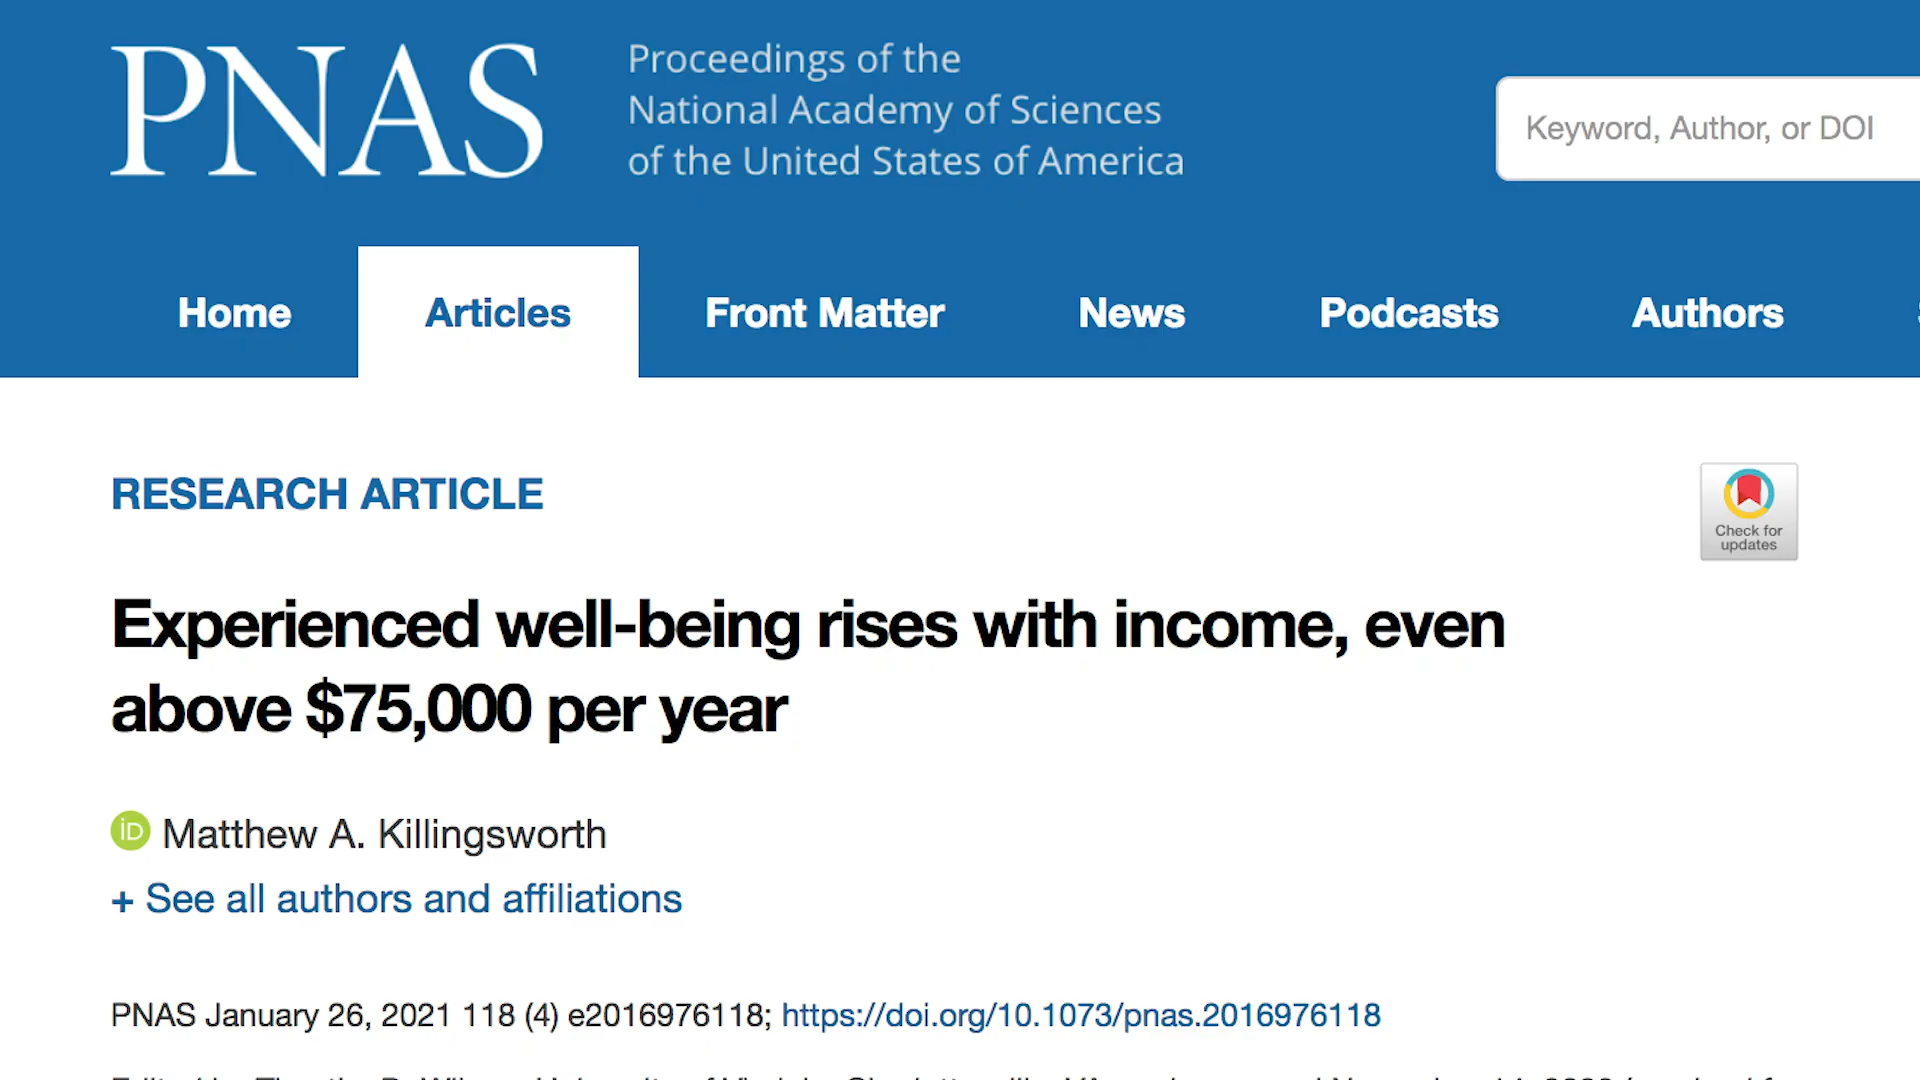 PNAS
Proceedings of the
National Academy of Sciences
of the United States of America
Keyword, Author, or DOI
Home
Articles
Front Matter
News
Podcasts
Authors
RESEARCH ARTICLE
Check for
updates
Experienced well-being rises with income, even
above $75,000 per year
iD Matthew A. Killingsworth
+ See all authors and affiliations
PNAS January 26, 2021 118 (4) e2016976118; https://doi.org/10.1073/pnas.2016976118